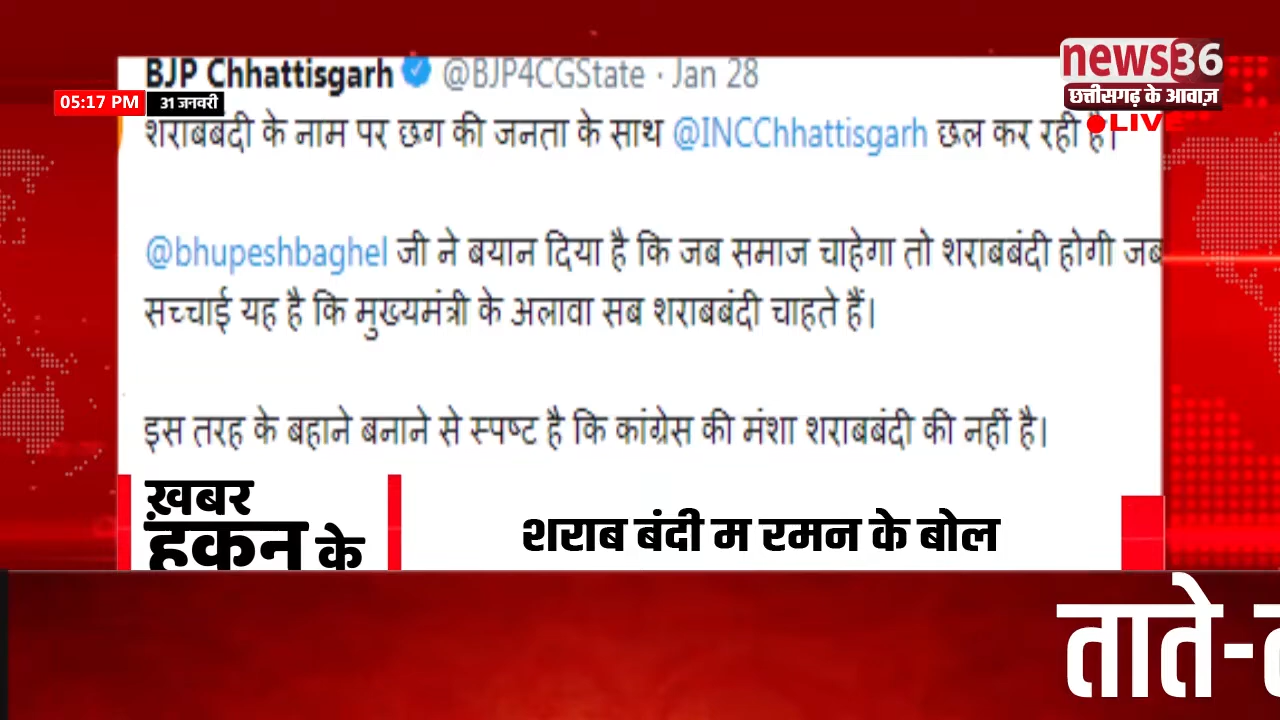 BJP Chhattisgarh @BJP4CGState · Jan 28
news36
छत्तीसगढ़ के आवाज़
LIVE
05:17 PM 31 जनवरी
शराबबंदी के नाम पर छग की जनता के साथ @INCChhattisgarh छल कर रही है।
@bhupeshbaghel जी ने बयान दिया है कि जब समाज चाहेगा तो शराबबंदी होगी जब
सच्चाई यह है कि मुख्यमंत्री के अलावा सब शराबबंदी चाहते हैं।
इस तरह के बहाने बनाने से स्पष्ट है कि कांग्रेस की मंशा शराबबंदी की नहीं है।
ख़बर
हकन के
शराब बंदी म रमन के बोल
ताते-